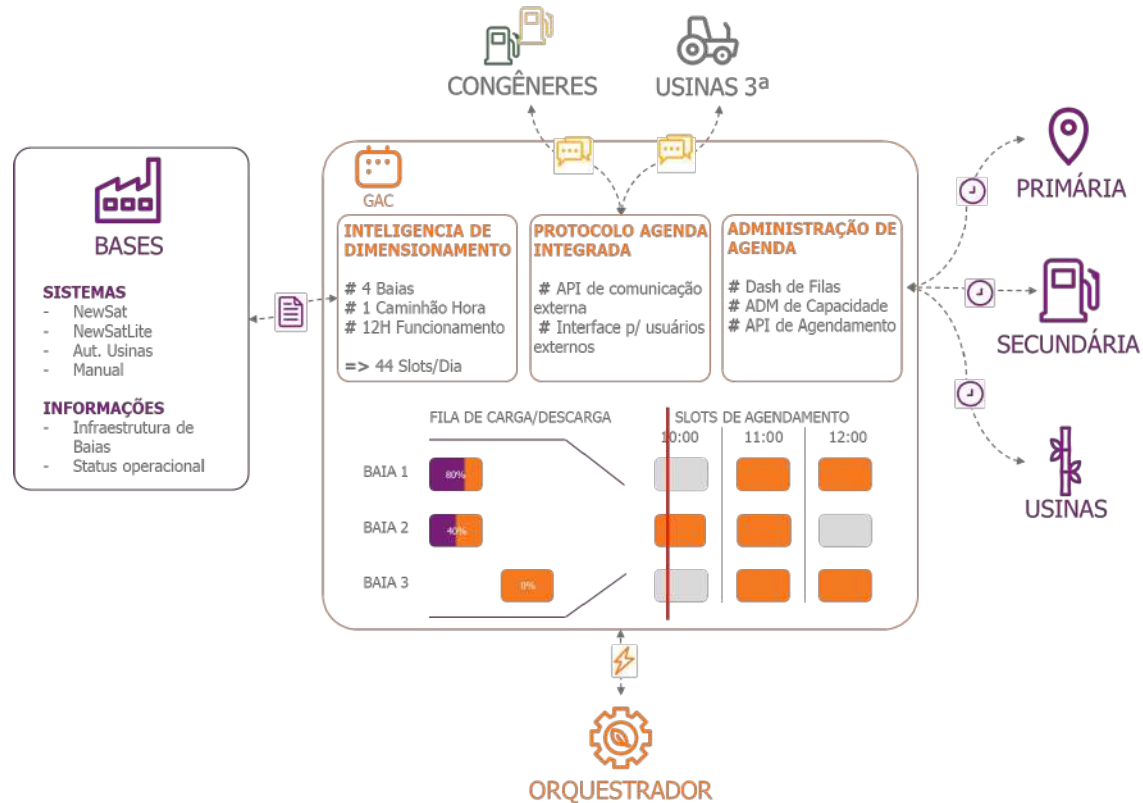 CONGÊNERES
USINAS 3ª
BASES
SISTEMAS
- NewSat
- NewSatLite
- Aut. Usinas
- Manual
INFORMAÇÕES
- Infraestrutura de
Baias
- Status operacional
GAC
INTELIGENCIA DE
DIMENSIONAMENTO
# 4 Baias
# 1 Caminhão Hora
# 12H Funcionamento
=> 44 Slots/Dia
PROTOCOLO AGENDA
INTEGRADA
# API de comunicação
externa
# Interface p/ usuários
externos
ADMINISTRAÇÃO DE
AGENDA
# Dash de Filas
# ADM de Capacidade
# API de Agendamento
FILA DE CARGA/DESCARGA
SLOTS DE AGENDAMENTO
10:00 11:00 12:00
BAIA 1
80%
BAIA 2
40%
BAIA 3
0%
PRIMÁRIA
SECUNDÁRIA
USINAS
ORQUESTRADOR